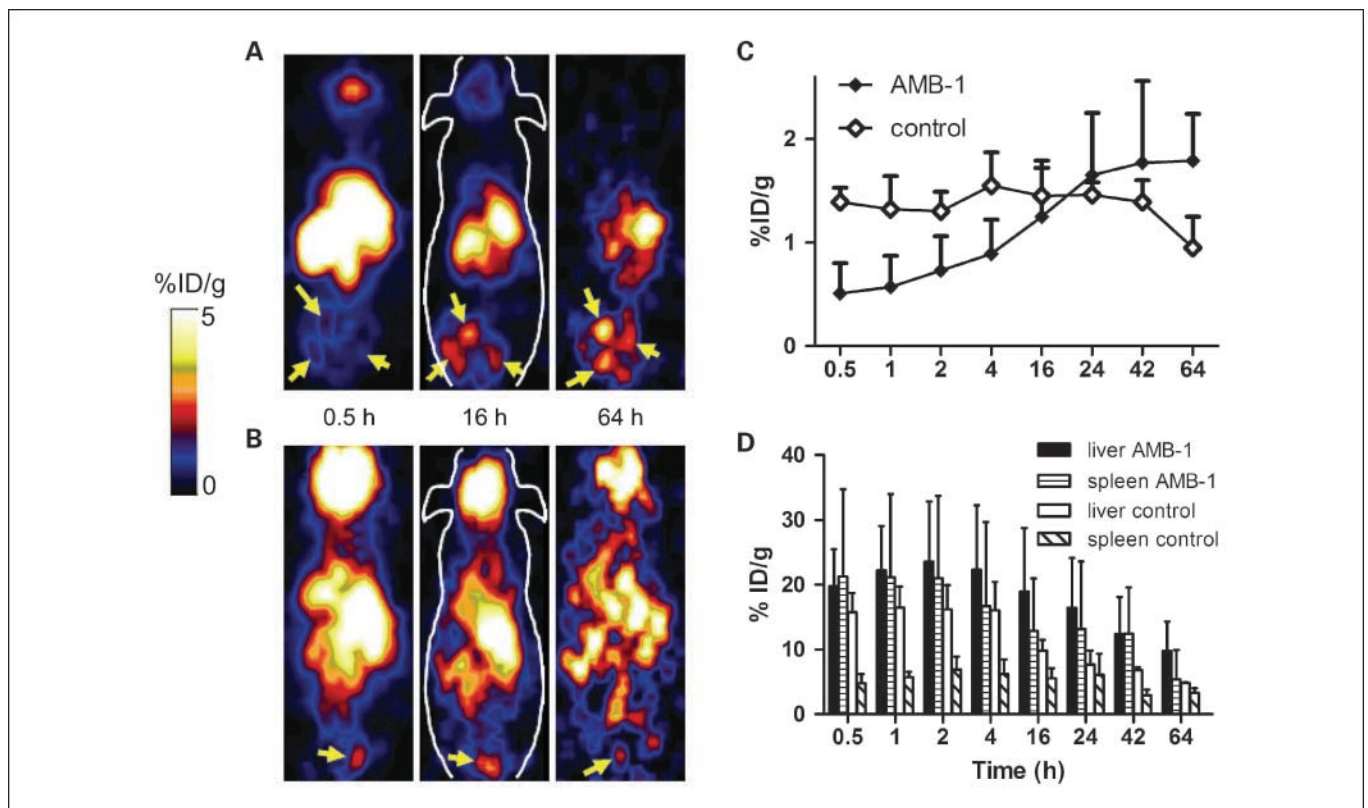 A
%ID/g
5
0
0.5 h
16 h
64 h
B
C
AMB-1
control
%ID/g
2
1
0
0.5
1
2
4
16
24
42
64
D
liver AMB-1
spleen AMB-1
liver control
spleen control
% ID/g
40
30
20
10
0
0.5
1
2
4
16
24
42
64
Time (h)